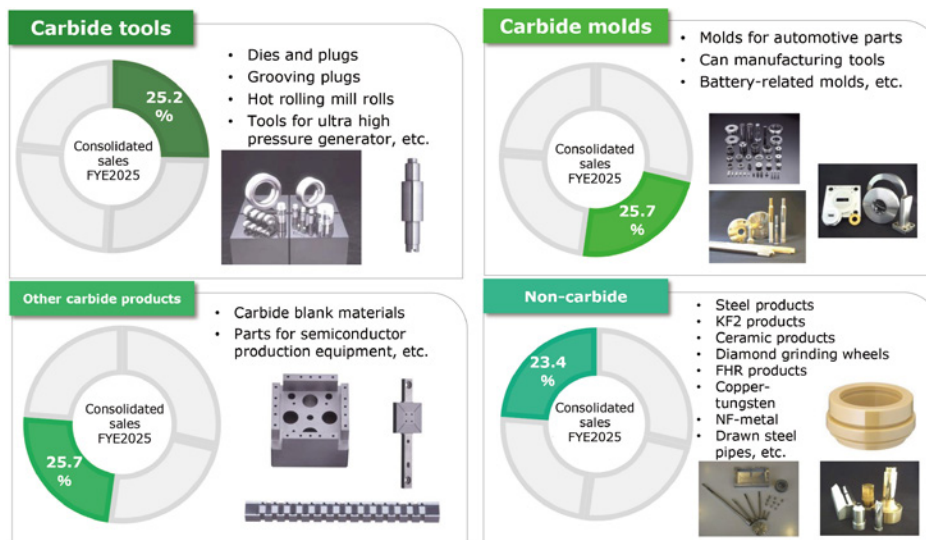 Carbide tools
25.2
%
Consolidated
sales
FYE2025
• Dies and plugs
• Grooving plugs
• Hot rolling mill rolls
• Tools for ultra high
pressure generator, etc.
Carbide molds
25.7
%
Consolidated
sales
FYE2025
• Molds for automotive parts
• Can manufacturing tools
• Battery-related molds, etc.
Other carbide products
25.7
%
Consolidated
sales
FYE2025
• Carbide blank materials
• Parts for semiconductor
production equipment, etc.
Non-carbide
23.4
%
Consolidated
sales
FYE2025
• Steel products
• KF2 products
• Ceramic products
• Diamond grinding wheels
• FHR products
• Copper-
tungsten
• NF-metal
• Drawn steel
pipes, etc.